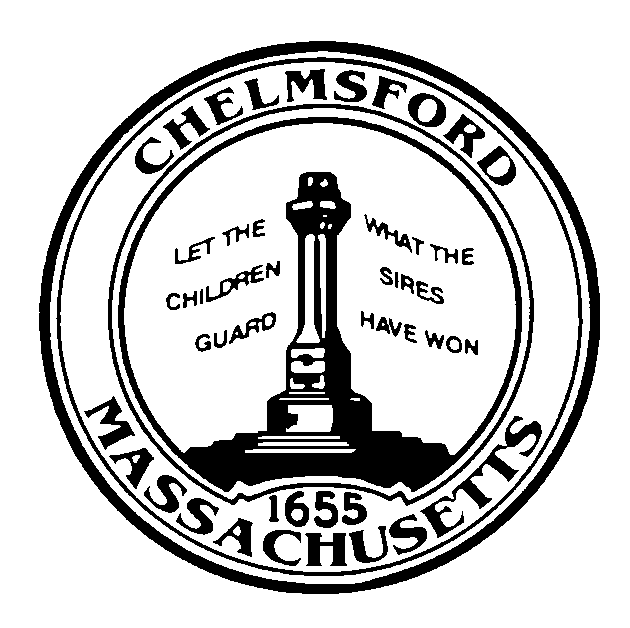 CHELMSFORD
LET THE
CHILDREN
GUARD
WHAT THE
SIRES
HAVE WON
1655
MASSACHUSETTS